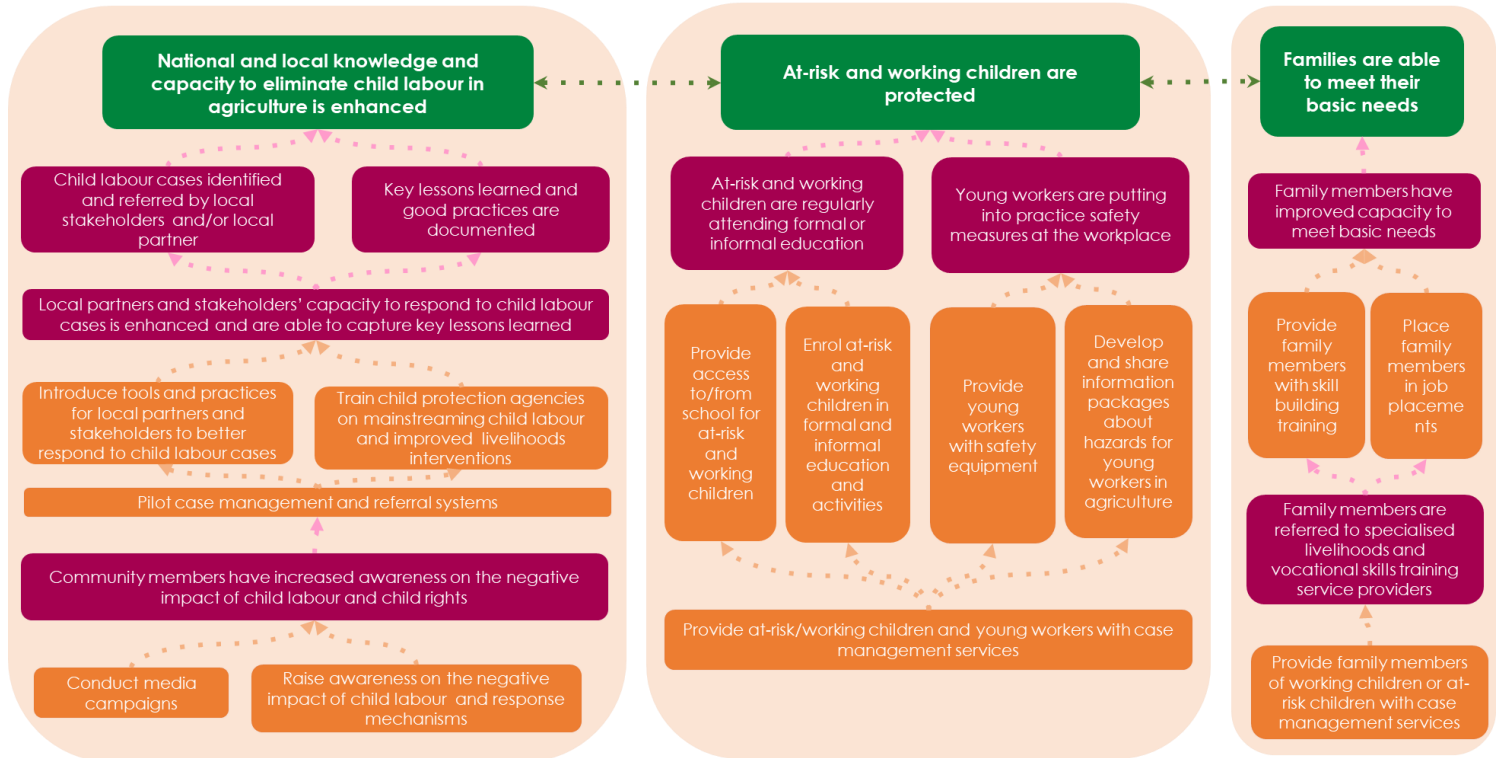 National and local knowledge and
capacity to eliminate child labour in
agriculture is enhanced
Child labour cases identified
and referred by local
stakeholders and/or local
partner
Key lessons learned and
good practices are
documented
Local partners and stakeholders' capacity to respond to child labour
cases is enhanced and are able to capture key lessons learned
Introduce tools and practices
for local partners and
stakeholders to better
respond to child labour cases
Train child protection agencies
on mainstreaming child labour
and improved livelihoods
interventions
Pilot case management and referral systems
Community members have increased awareness on the negative
impact of child labour and child rights
Conduct media
campaigns
Raise awareness on the negative
impact of child labour and response
mechanisms
At-risk and working children are
protected
At-risk and working
children are regularly
attending formal or
informal education
Young workers are putting
into practice safety
measures at the workplace
Provide
access
to/from
school for
at-risk
and
working
children
Enrol at-risk
and
working
children in
formal and
informal
education
and
activities
Provide
young
workers
with safety
equipment
Develop
and share
information
packages
about
hazards for
young
workers in
agriculture
Provide at-risk/working children and young workers with case
management services
Families are able
to meet their
basic needs
Family members have
improved capacity to
meet basic needs
Provide
family
members
with skill
building
training
Place
family
members
in job
placeme
nts
Family members are
referred to specialised
livelihoods and
vocational skills training
service providers
Provide family members
of working children or at-
risk children with case
management services